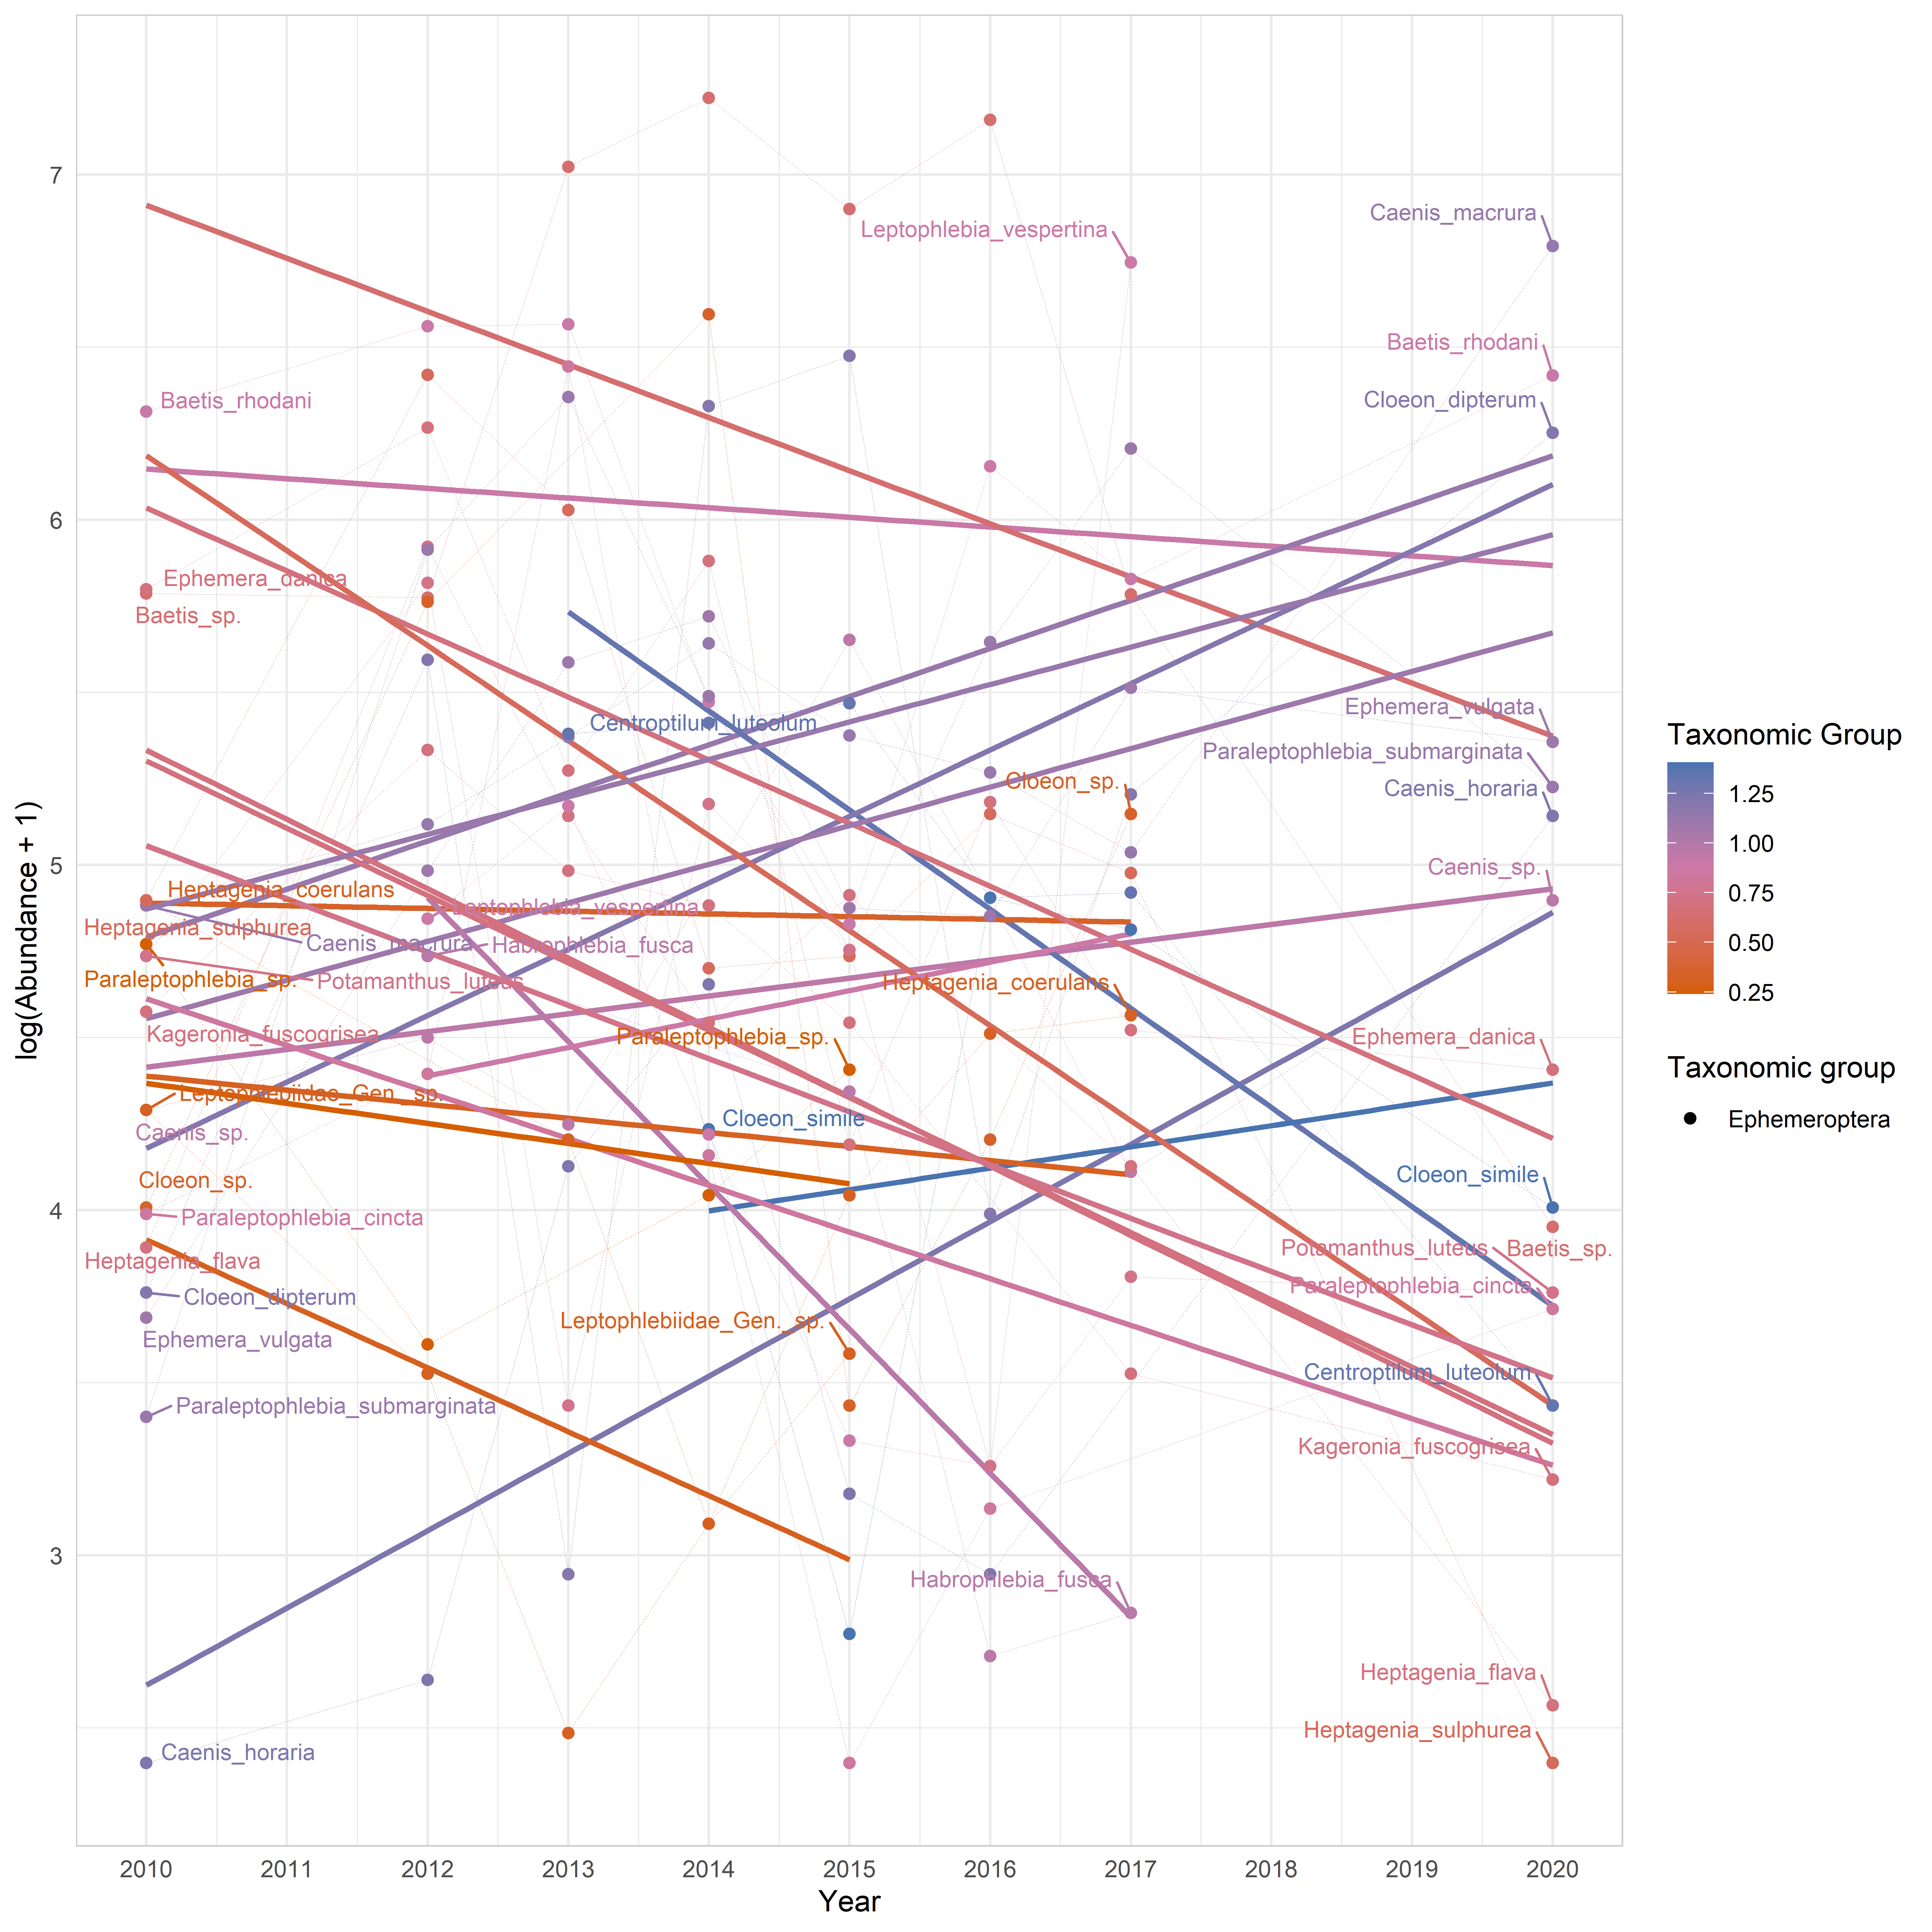 7
6
5
4
3
log(Abundance + 1)
Leptophlebia_vespertina
Caenis_macrura
Baetis_rhodani
Baetis_rhodani
Cloeon_dipterum
Ephemera_danica
Baetis_sp.
Ephemera_vulgata
Centroptilum_luteolum
Paraleptophlebia_submarginata
Cloeon_sp.
Caenis_horaria
Caenis_sp.
Heptagenia_coerulans
Leptophlebia_vespertina
Heptagenia_sulphurea
Caenis_macrura
Habrophlebia_fusca
Paraleptophlebia_sp.
Potamanthus_luteus
Heptagenia_coerulans
Kageronia_fuscogrisea
Paraleptophlebia_sp.
Ephemera_danica
Leptophlebiidae_Gen._sp.
Caenis_sp.
Cloeon_simile
Cloeon_sp.
Cloeon_simile
Paraleptophlebia_cincta
Heptagenia_flava
Potamanthus_luteus
Baetis_sp.
Cloeon_dipterum
Paraleptophlebia_cincta
Ephemera_vulgata
Leptophlebiidae_Gen._sp.
Centroptilum_luteolum
Paraleptophlebia_submarginata
Kageronia_fuscogrisea
Habrophlebia_fusca
Heptagenia_flava
Heptagenia_sulphurea
Caenis_horaria
2010 2011 2012 2013 2014 2015 2016 2017 2018 2019 2020
Year
Taxonomic Group
1.25
1.00
0.75
0.50
0.25
Taxonomic group
Ephemeroptera